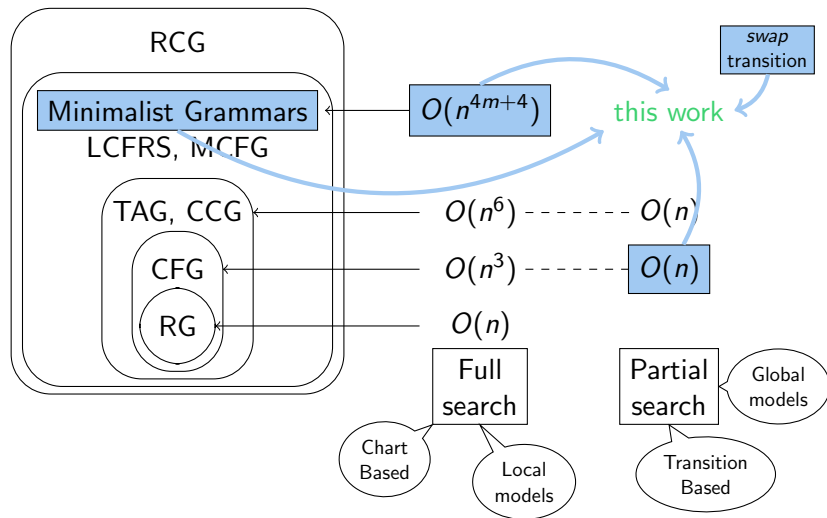 RCG
swap
transition
Minimalist Grammars
O(n^{4m+4})
this work
LCFRS, MCFG
TAG, CCG
O(n^6)
O(n)
CFG
O(n^3)
O(n)
RG
O(n)
Full
search
Partial
search
Global
models
Chart
Based
Local
models
Transition
Based